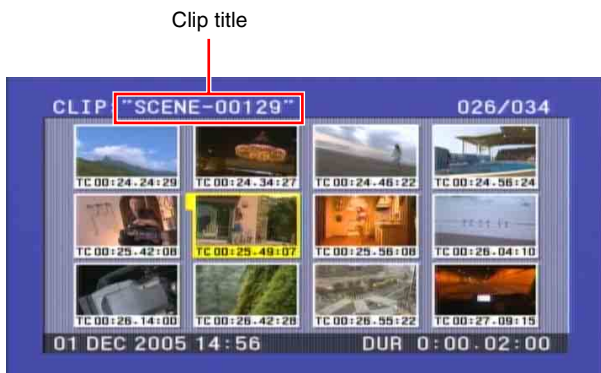 Clip title
CLIP:"SCENE-00129" 026/034
TC 00:24.24:29 TC 00:24.34:27 TC 00:24.46:22 TC 00:24.56:24
TC 00:25.42:08 TC 00:25.49:07 TC 00:25.56:08 TC 00:26.04:10
TC 00:26.14:00 TC 00:26.42:28 TC 00:26.55:22 TC 00:27.09:15
01 DEC 2005 14:56 DUR 0:00.02:00